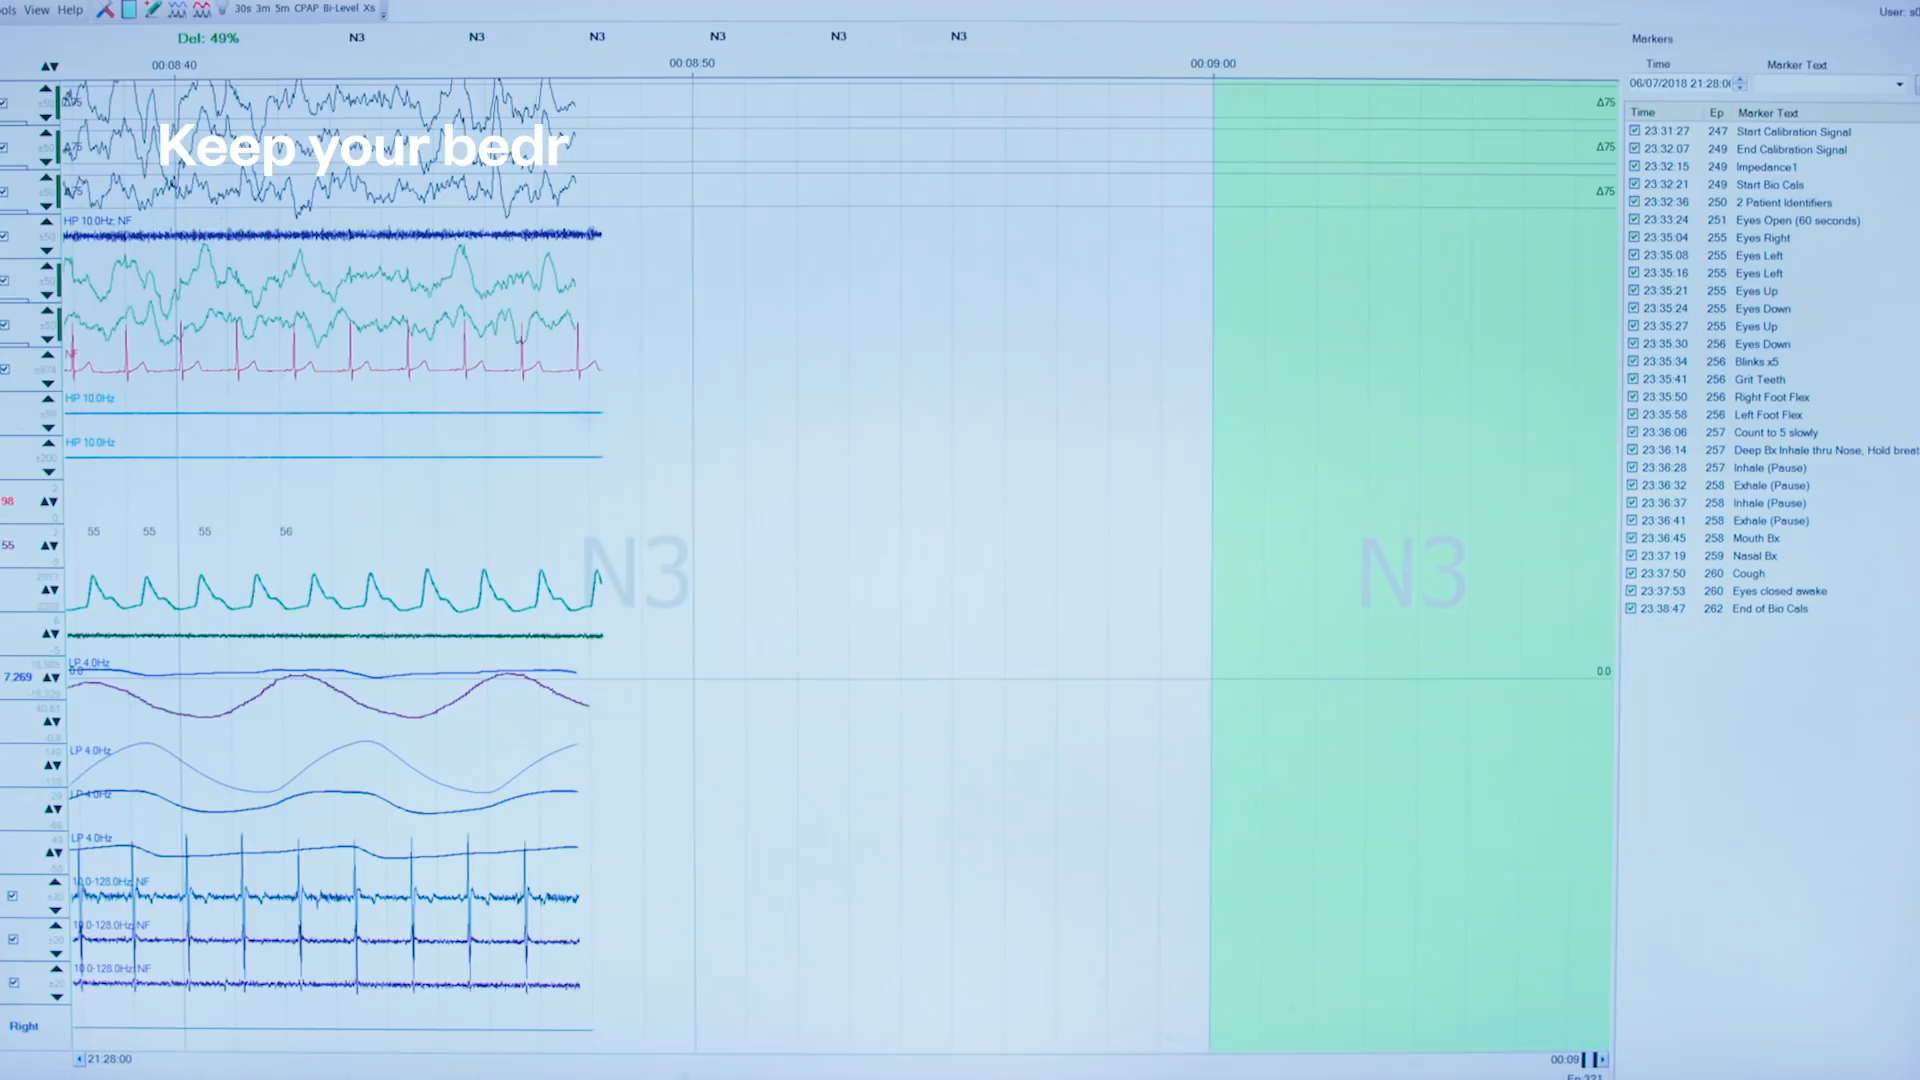 View Help
30s 3m 5m CPAP Bi-Level Xs
User:
Del: 49%
N3 N3 N3 N3 N3 N3
00:08:40 00:08:50 00:09:00
Markers
Time Marker Text
06/07/2018 21:28:0
Time Ep Marker Text
23:31:27 247 Start Calibration Signal
23:32:07 249 End Calibration Signal
23:32:15 249 Impedance1
23:32:21 249 Start Bio Cals
23:32:36 250 2 Patient Identifiers
23:33:24 251 Eyes Open (60 seconds)
23:35:04 255 Eyes Right
23:35:08 255 Eyes Left
23:35:16 255 Eyes Left
23:35:21 255 Eyes Up
23:35:24 255 Eyes Down
23:35:27 255 Eyes Up
23:35:30 256 Eyes Down
23:35:34 256 Blinks x5
23:35:41 256 Grit Teeth
23:35:50 256 Right Foot Flex
23:35:58 256 Left Foot Flex
23:36:06 257 Count to 5 slowly
23:36:14 257 Deep Bx Inhale thru Nose, Hold breat
23:36:28 257 Inhale (Pause)
23:36:32 258 Exhale (Pause)
23:36:37 258 Inhale (Pause)
23:36:41 258 Exhale (Pause)
23:36:45 258 Mouth Bx
23:37:19 259 Nasal Bx
23:37:50 260 Cough
23:37:53 260 Eyes closed awake
23:38:47 262 End of Bio Cals
Δ75 Δ75
Keep your bedr
Δ75 Δ75
Δ75 Δ75
HP 10.0Hz, NF
NF
HP 10.0Hz
HP 10.0Hz
98
55 55 55 56
55
N3 N3
LP 4.0Hz
0.0 0.0
7.269
LP 4.0Hz
LP 4.0Hz
LP 4.0Hz
10.0-128.0Hz, NF
10.0-128.0Hz, NF
10.0-128.0Hz, NF
Right
21:28:00 00:09
Ep 321